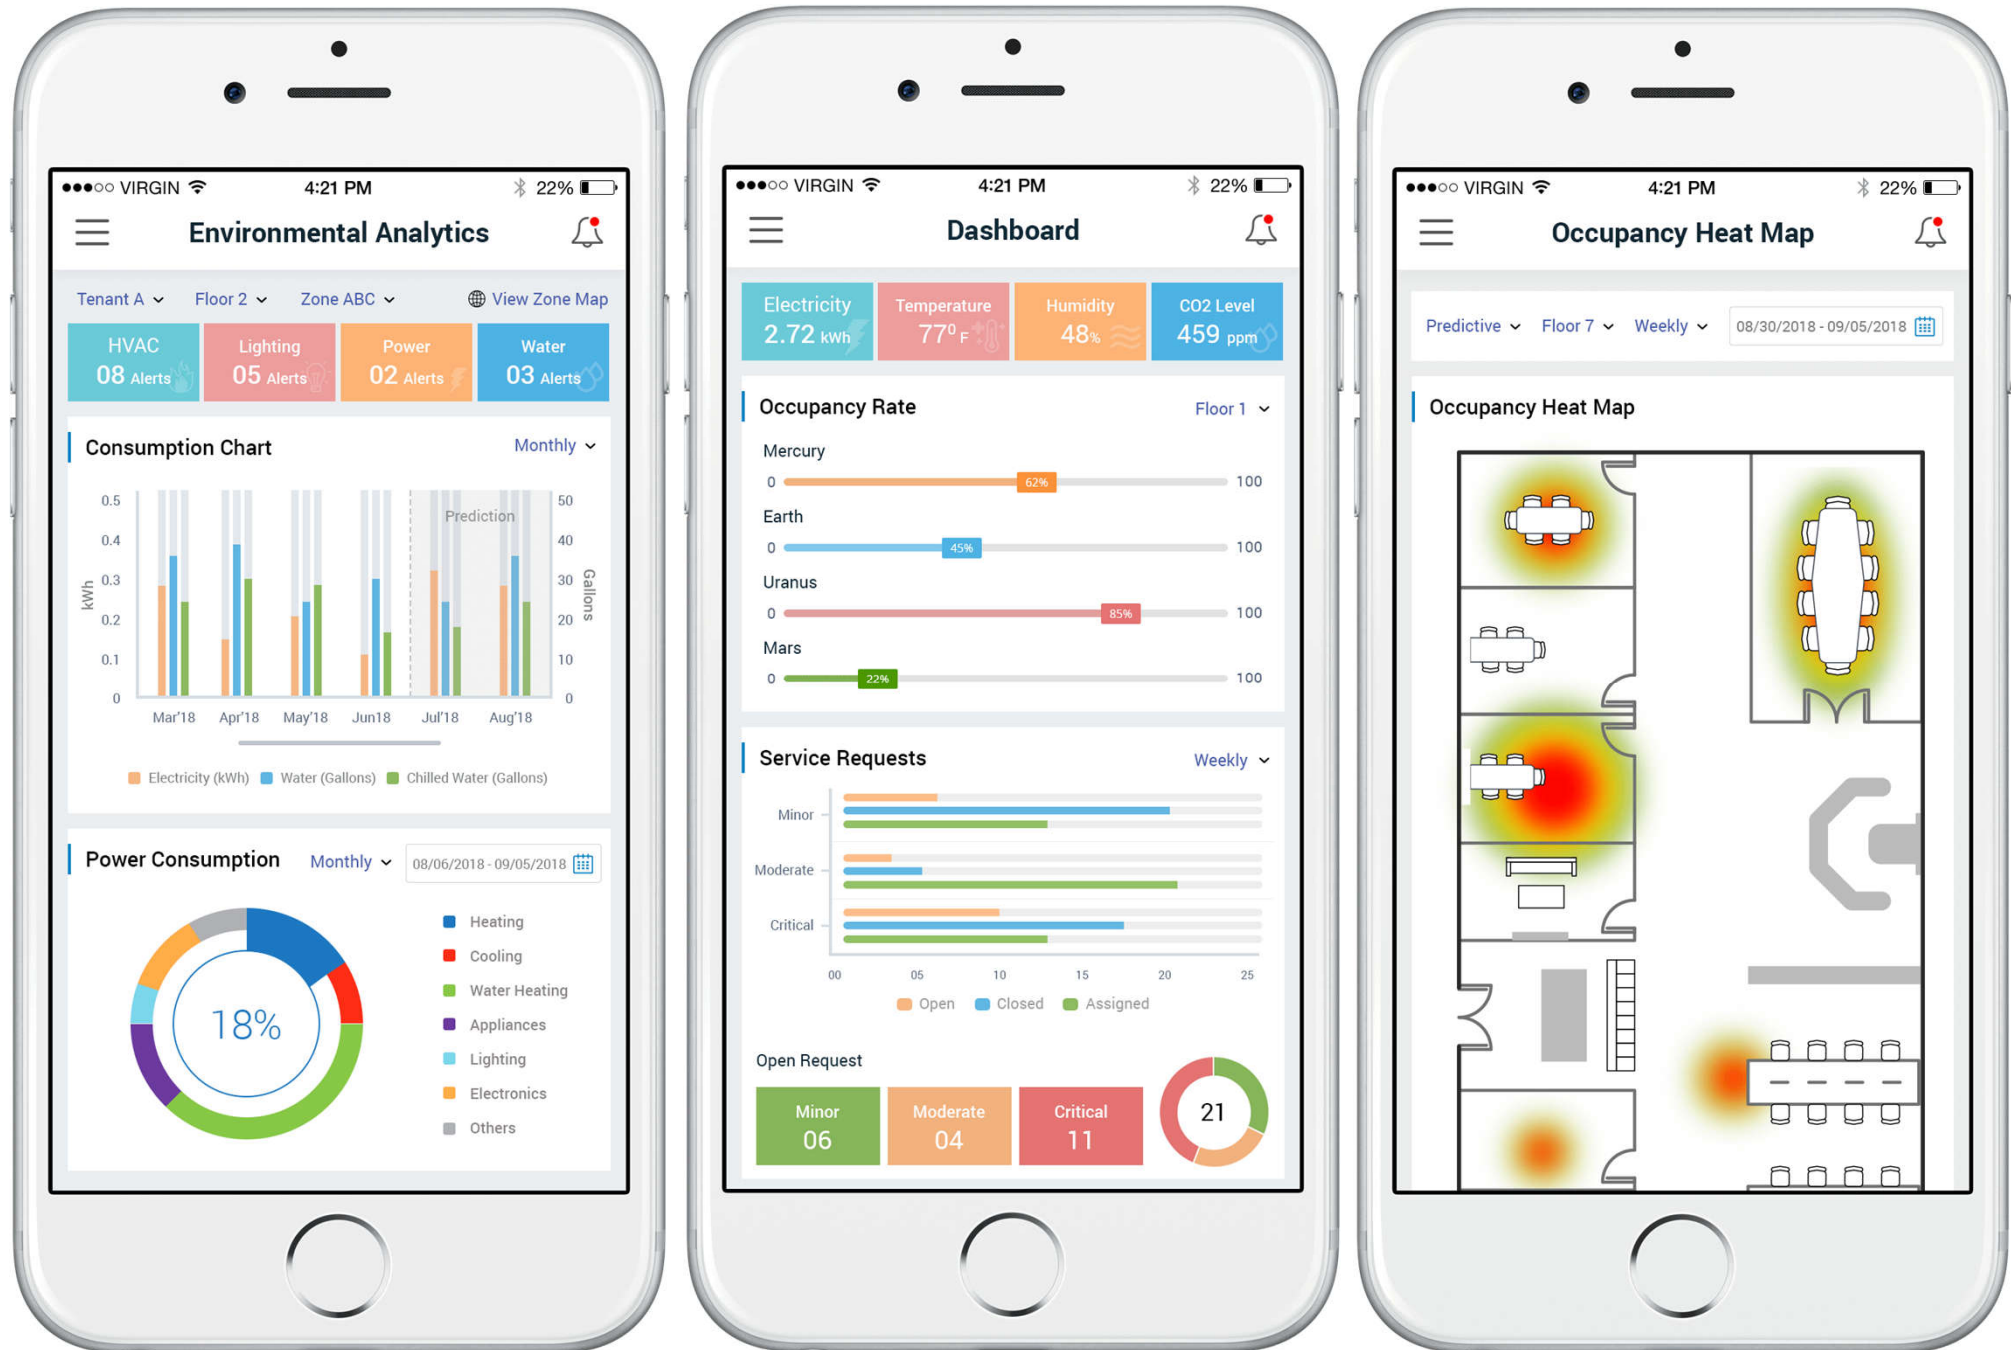 VIRGIN 4:21 PM 22%
Environmental Analytics
Tenant A Floor 2 Zone ABC View Zone Map
HVAC
08 Alerts
Lighting
05 Alerts
Power
02 Alerts
Water
03 Alerts
Consumption Chart Monthly
kWh
0.5
0.4
0.3
0.2
0.1
0
Prediction
50
40
30
20
10
0
Gallons
Mar'18 Apr'18 May'18 Jun18 Jul'18 Aug'18
Electricity (kWh) Water (Gallons) Chilled Water (Gallons)
Power Consumption Monthly 08/06/2018 - 09/05/2018
18%
Heating
Cooling
Water Heating
Appliances
Lighting
Electronics
Others
VIRGIN 4:21 PM 22%
Dashboard
Electricity
2.72 kWh
Temperature
77⁰ F
Humidity
48%
CO2 Level
459 ppm
Occupancy Rate Floor 1
Mercury
0 62% 100
Earth
0 45% 100
Uranus
0 85% 100
Mars
0 22% 100
Service Requests Weekly
Minor
Moderate
Critical
00 05 10 15 20 25
Open Closed Assigned
Open Request
Minor
06
Moderate
04
Critical
11
21
VIRGIN 4:21 PM 22%
Occupancy Heat Map
Predictive Floor 7 Weekly 08/30/2018 - 09/05/2018
Occupancy Heat Map